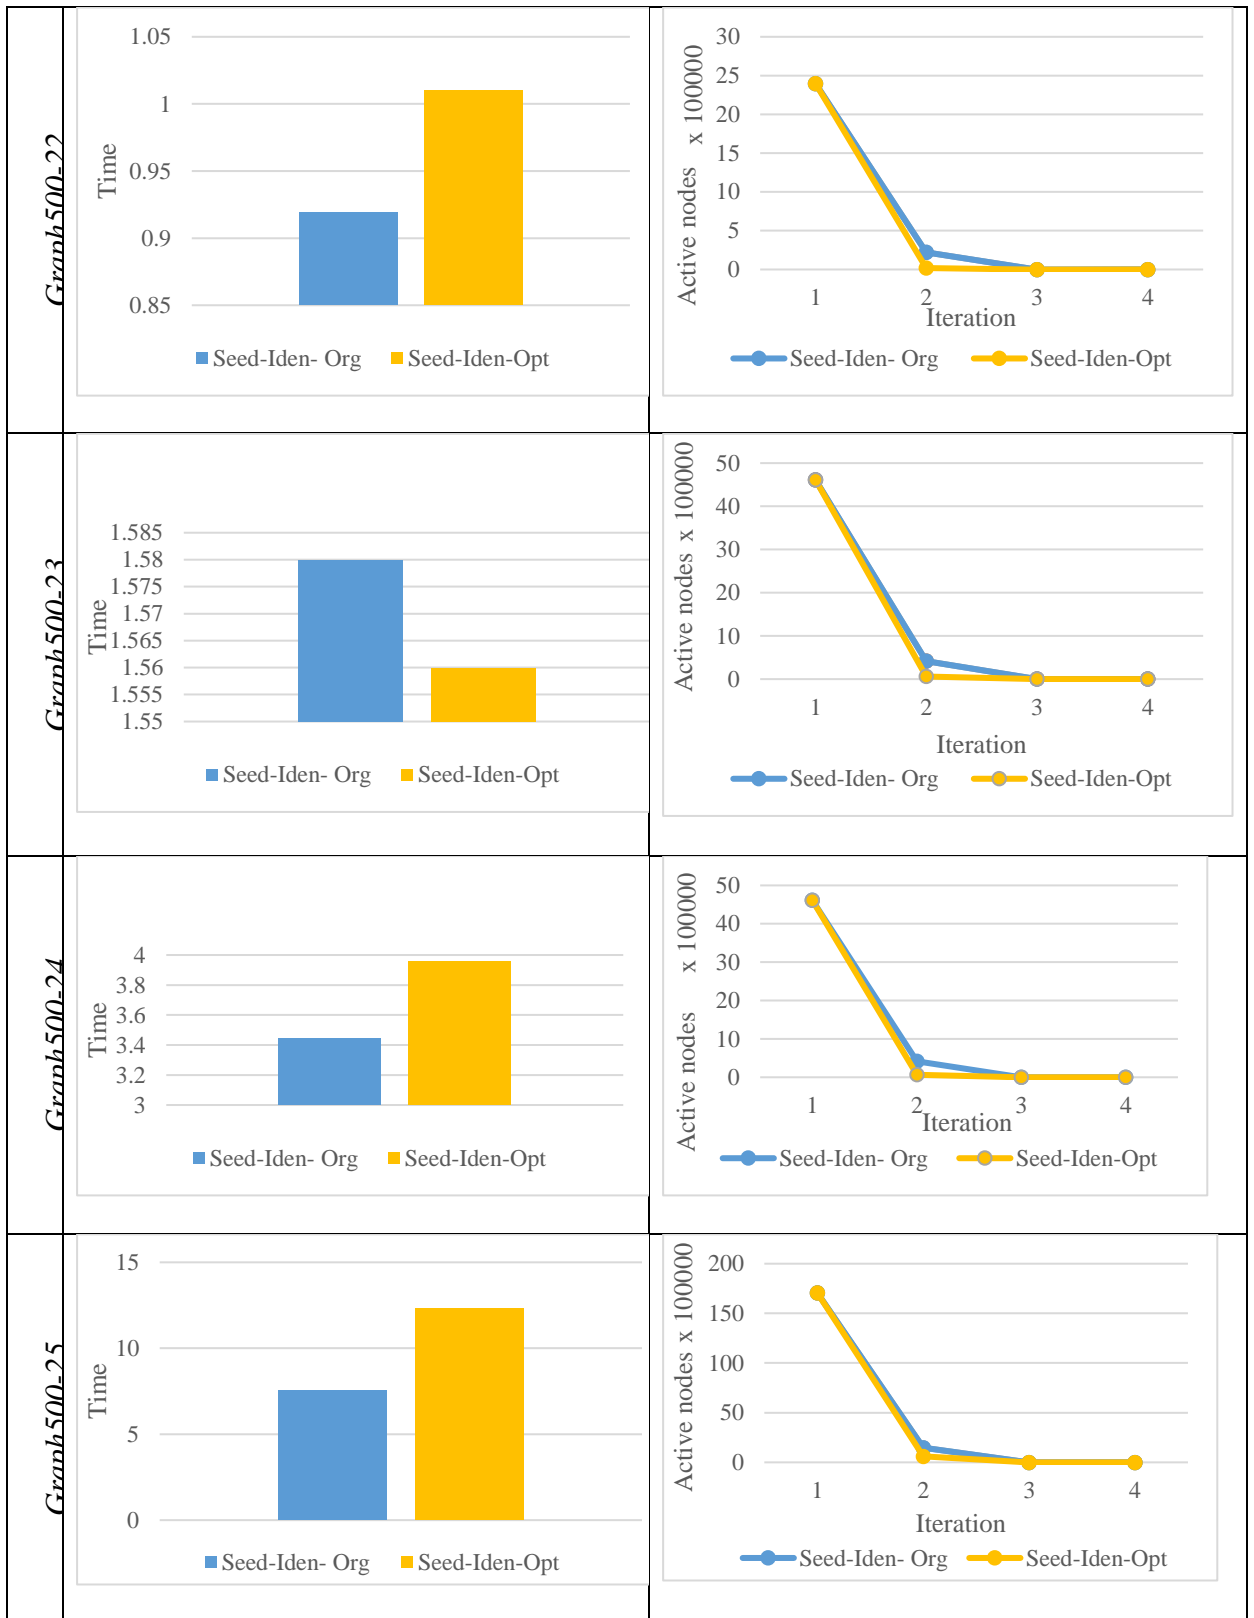 Graph500-22
1.05
1
0.95
0.9
0.85
Time
Seed-Iden- Org Seed-Iden-Opt
30
25
20
15
10
5
0
Active nodes x 100000
1 2 3 4
Iteration
Seed-Iden- Org Seed-Iden-Opt
Graph500-23
1.585
1.58
1.575
1.57
1.565
1.56
1.555
1.55
Time
Seed-Iden- Org Seed-Iden-Opt
50
40
30
20
10
0
Active nodes x 100000
1 2 3 4
Iteration
Seed-Iden- Org Seed-Iden-Opt
Graph500-24
4
3.8
3.6
3.4
3.2
3
Time
Seed-Iden- Org Seed-Iden-Opt
50
40
30
20
10
0
Active nodes x 100000
1 2 3 4
Iteration
Seed-Iden- Org Seed-Iden-Opt
Graph500-25
15
10
5
0
Time
Seed-Iden- Org Seed-Iden-Opt
200
150
100
50
0
Active nodes x 100000
1 2 3 4
Iteration
Seed-Iden- Org Seed-Iden-Opt